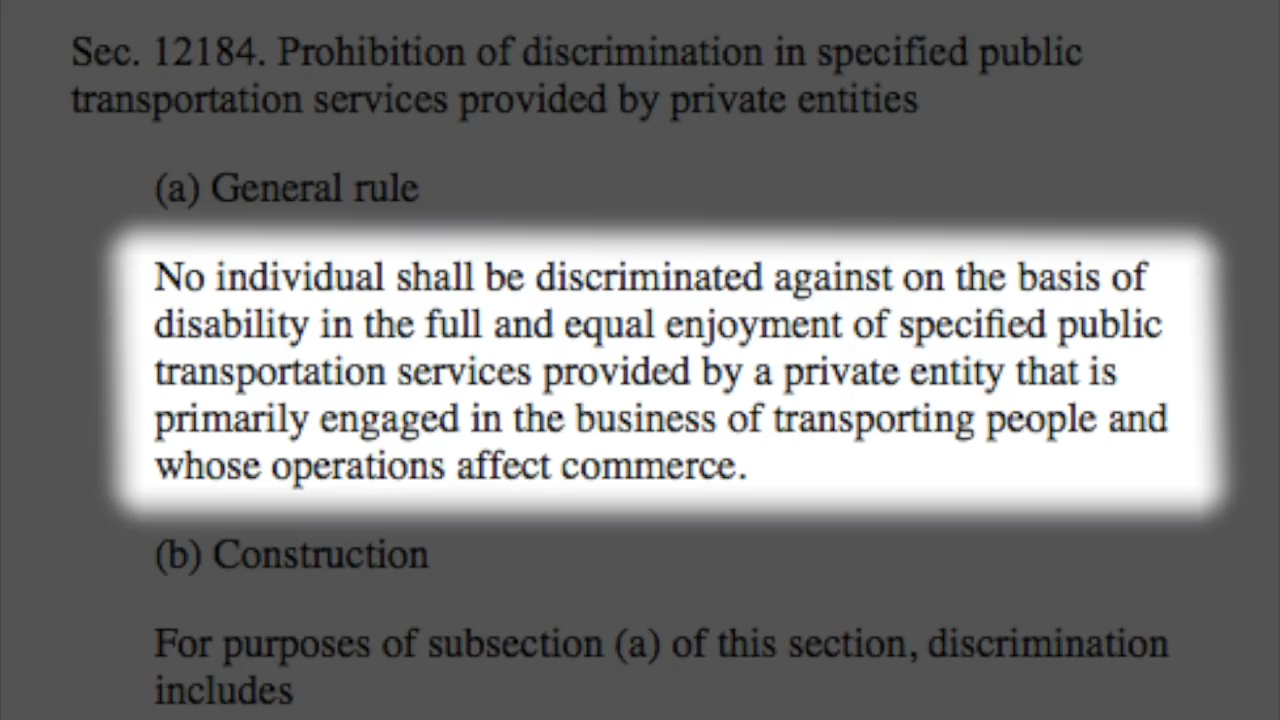 Sec. 12184. Prohibition of discrimination in specified public
transportation services provided by private entities
(a) General rule
No individual shall be discriminated against on the basis of
disability in the full and equal enjoyment of specified public
transportation services provided by a private entity that is
primarily engaged in the business of transporting people and
whose operations affect commerce.
(b) Construction
For purposes of subsection (a) of this section, discrimination
includes